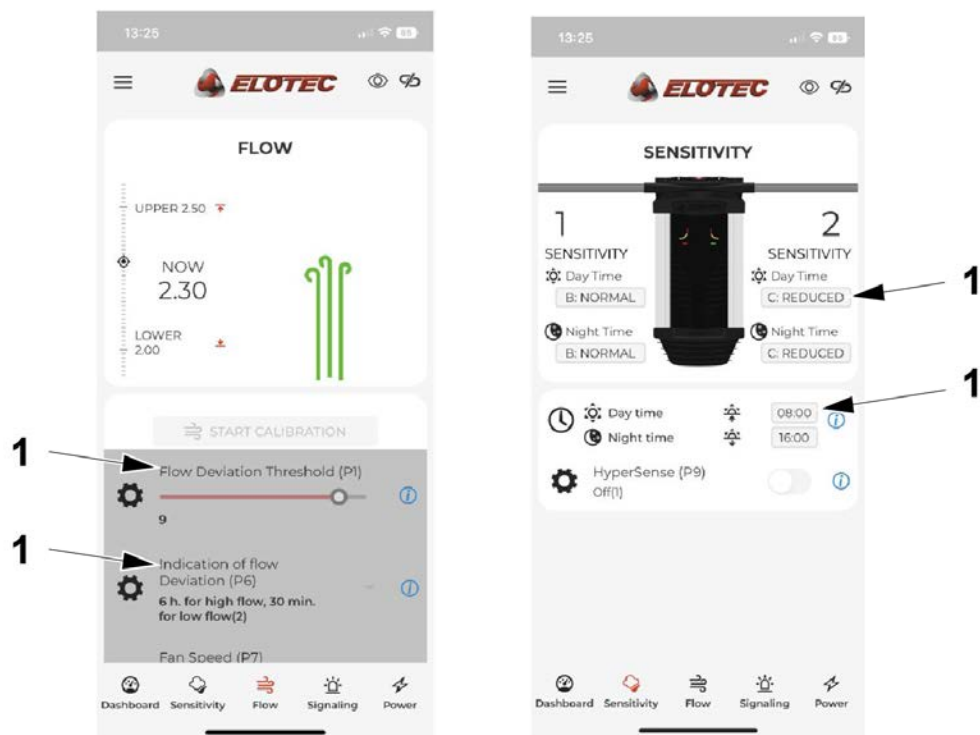 13:25
85
ELOTEC
FLOW
UPPER 2.50
NOW
2.30
LOWER
2.00
START CALIBRATION
1
Flow Deviation Threshold (P1)
i
9
1
Indication of flow
Deviation (P6)
i
6 h. for high flow, 30 min.
for low flow(2)
Fan Speed (P7)
Dashboard Sensitivity Flow Signaling Power
13:25
85
ELOTEC
SENSITIVITY
1
SENSITIVITY
Day Time
B: NORMAL
Night Time
B: NORMAL
2
SENSITIVITY
Day Time
C: REDUCED
1
Night Time
C: REDUCED
Day time 08:00
i
1
Night time 16:00
HyperSense (P9)
Off(1)
i
Dashboard Sensitivity Flow Signaling Power